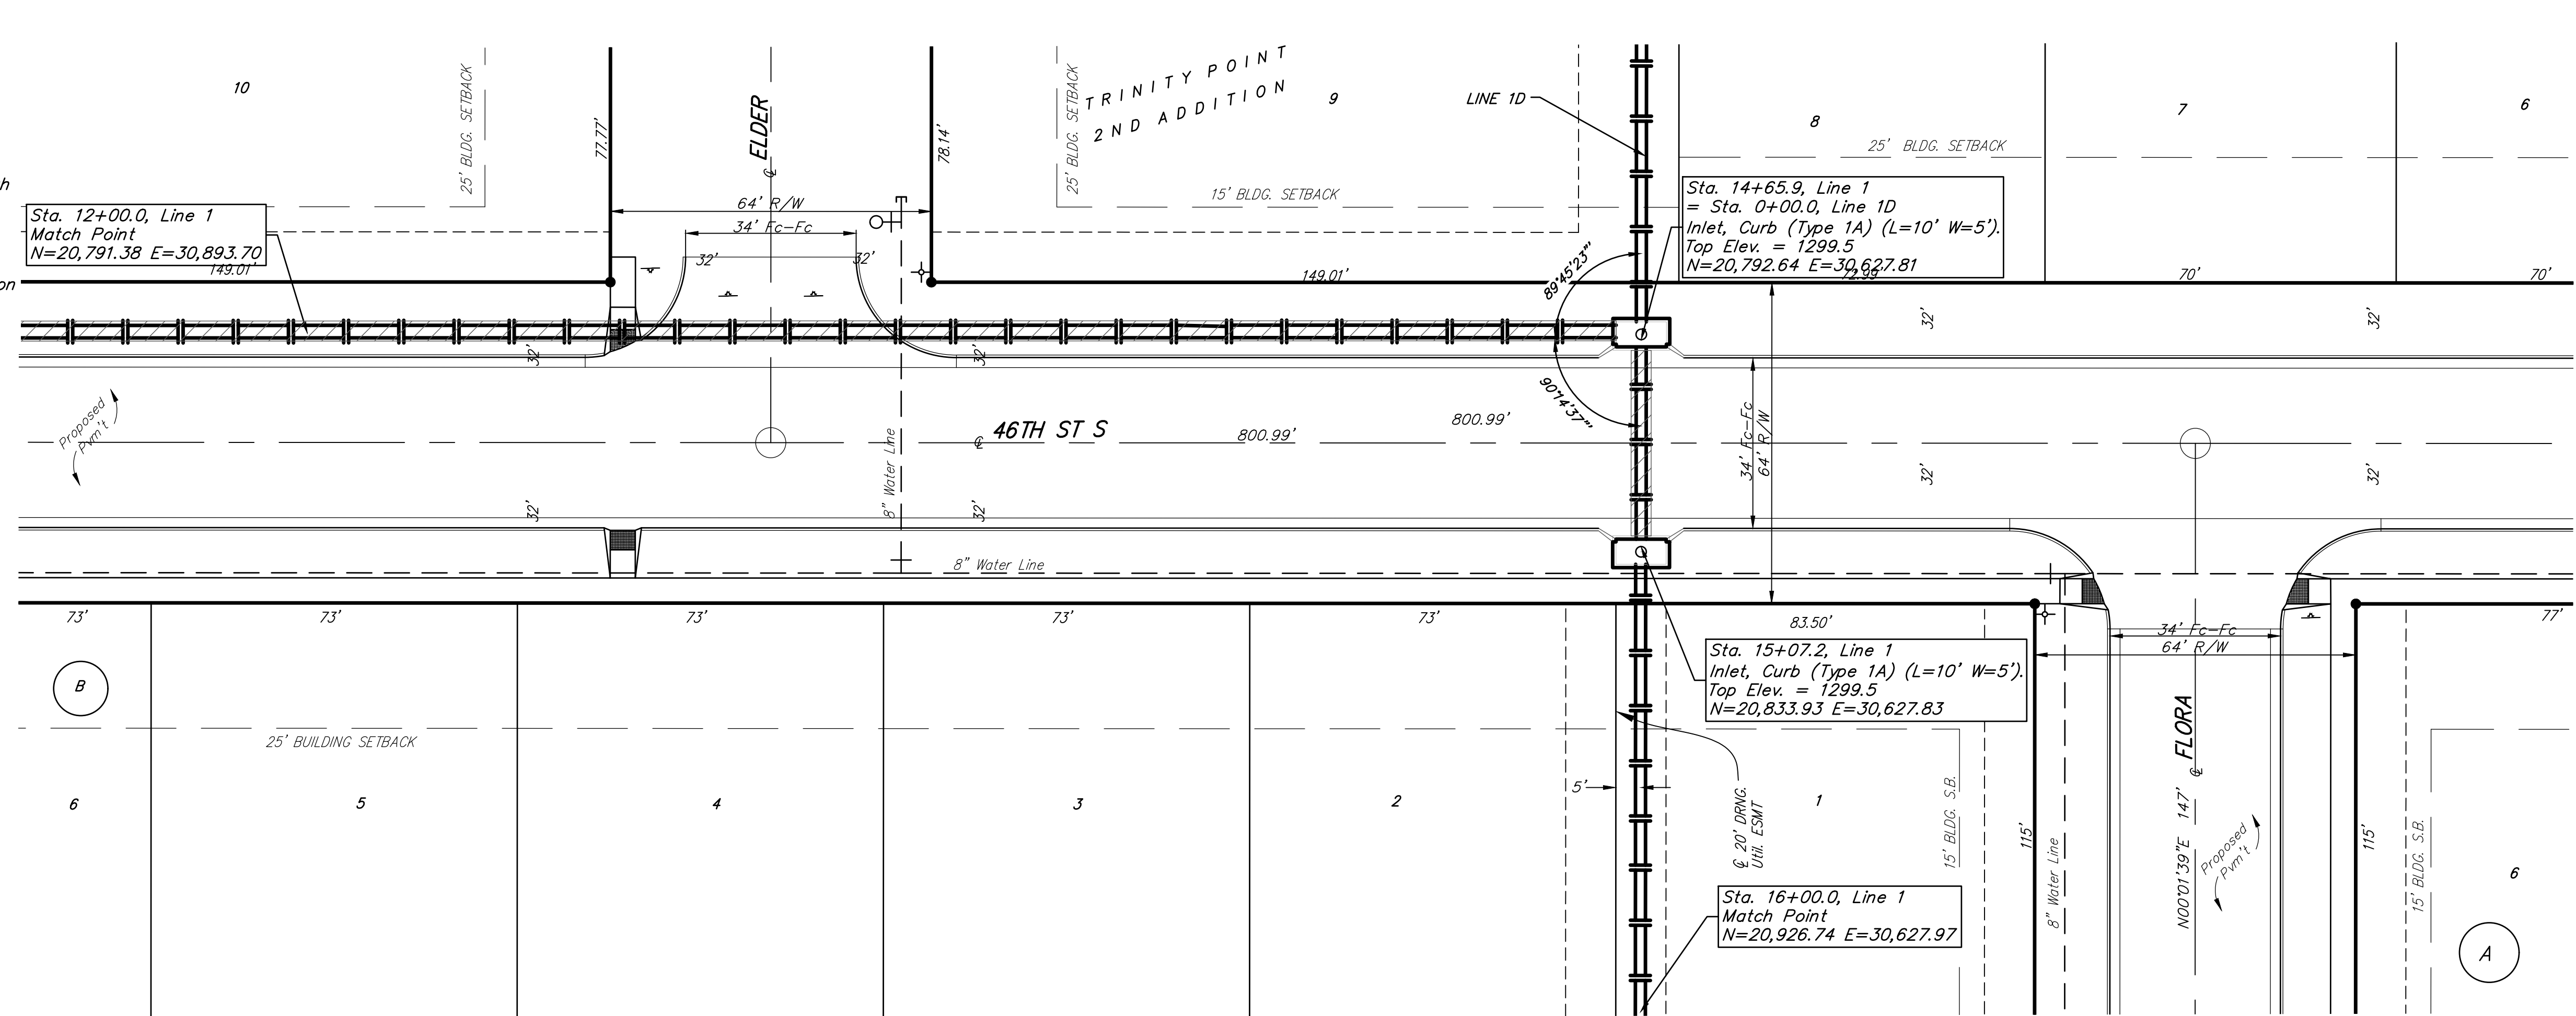 10
25' BLDG. SETBACK
77.77'
ELDER
℄
78.14'
25' BLDG. SETBACK
TRINITY POINT
2ND ADDITION
9
LINE 1D
8
25' BLDG. SETBACK
7
6
h
on
Sta. 12+00.0, Line 1
Match Point
N=20,791.38 E=30,893.70
149.01'
64' R/W
34' Fc-Fc
32'
32'
15' BLDG. SETBACK
149.01'
89°45'23"
Sta. 14+65.9, Line 1
= Sta. 0+00.0, Line 1D
Inlet, Curb (Type 1A) (L=10' W=5').
Top Elev. = 1299.5
N=20,792.64 E=30,627.81
72.99'
70'
70'
32'
32'
32'
32'
Proposed
Pvm't
8" Water Line
℄ 46TH ST S
800.99'
800.99'
90°14'37"
34' Fc-Fc
64' R/W
32'
32'
32'
32'
8" Water Line
73'
73'
73'
73'
73'
83.50'
34' Fc-Fc
64' R/W
77'
B
Sta. 15+07.2, Line 1
Inlet, Curb (Type 1A) (L=10' W=5').
Top Elev. = 1299.5
N=20,833.93 E=30,627.83
25' BUILDING SETBACK
6
5
4
3
2
5'
℄ 20' DRNG.
Util. ESMT
1
15' BLDG. S.B.
115'
8" Water Line
N00°01'39"E 147'
℄ FLORA
Proposed
Pvm't
115'
15' BLDG. S.B.
6
A
Sta. 16+00.0, Line 1
Match Point
N=20,926.74 E=30,627.97